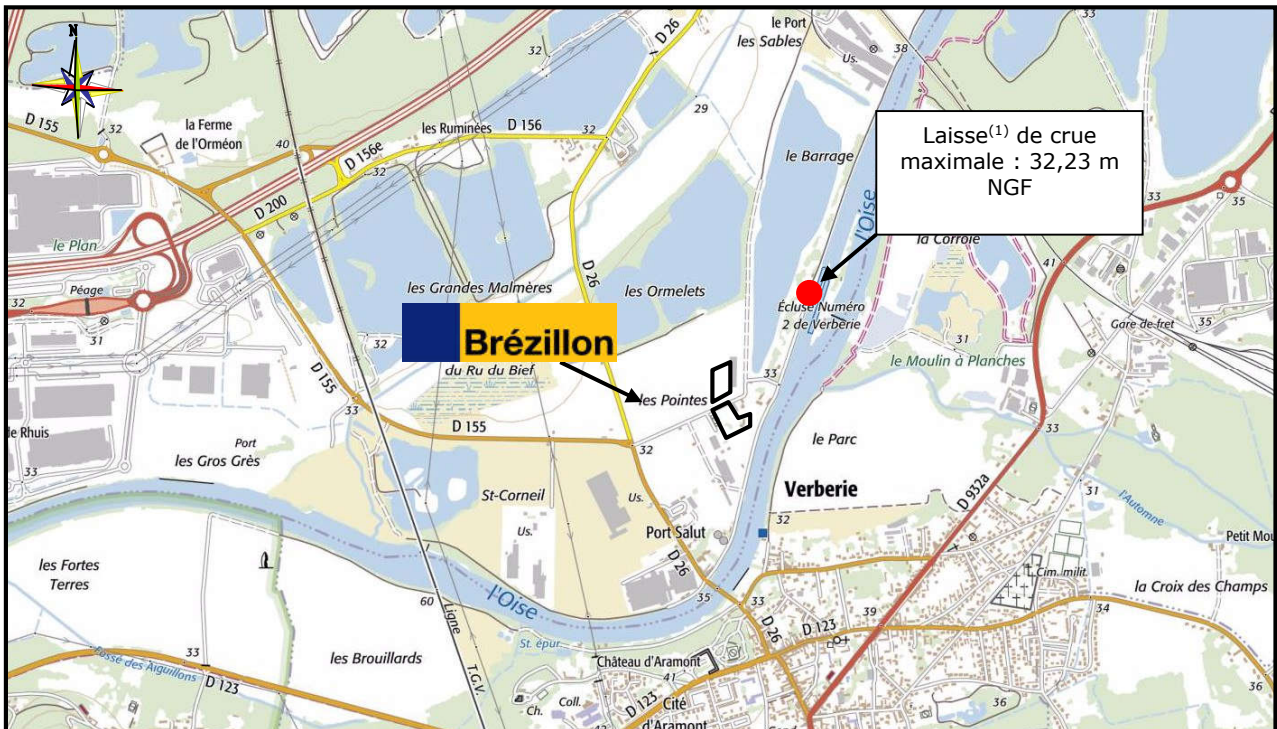 N
D 26
le Port
les Sables
Us.
33
38
32
D 155
32
la Ferme
de l'Orméon
40
les Ruminées
D 156
32
29
D 156e
32
D 200
le Barrage
Laisse(1) de crue
maximale : 32,23 m
NGF
l'Oise
la Corroie
35
41
le Plan
Péage
32
31
les Grandes Malmères
D 26
les Ormelets
Écluse Numéro
2 de Verberie
31
Gare de fret
35
le Moulin à Planches
32
Brézillon
du Ru du Bief
D 155
33
les Pointes
33
le Parc
33
33
de Rhuis
33
Port
les Gros Grès
D 155
32
St-Corneil
Us.
Us.
Verberie
D 932a
31
l'Automne
32
Port Salut
Petit Mou
les Fortes
Terres
D 26
Cim. milit.
la Croix des Champs
l'Oise
60
35
33
39
34
Ligne
T.G.V.
St. épur.
D 26
D 123
les Brouillards
Fossé des Aiguillons
33
D 123
Château d'Aramont
41
36
Ch.
Coll.
D 123
Cité
d'Aramont
36